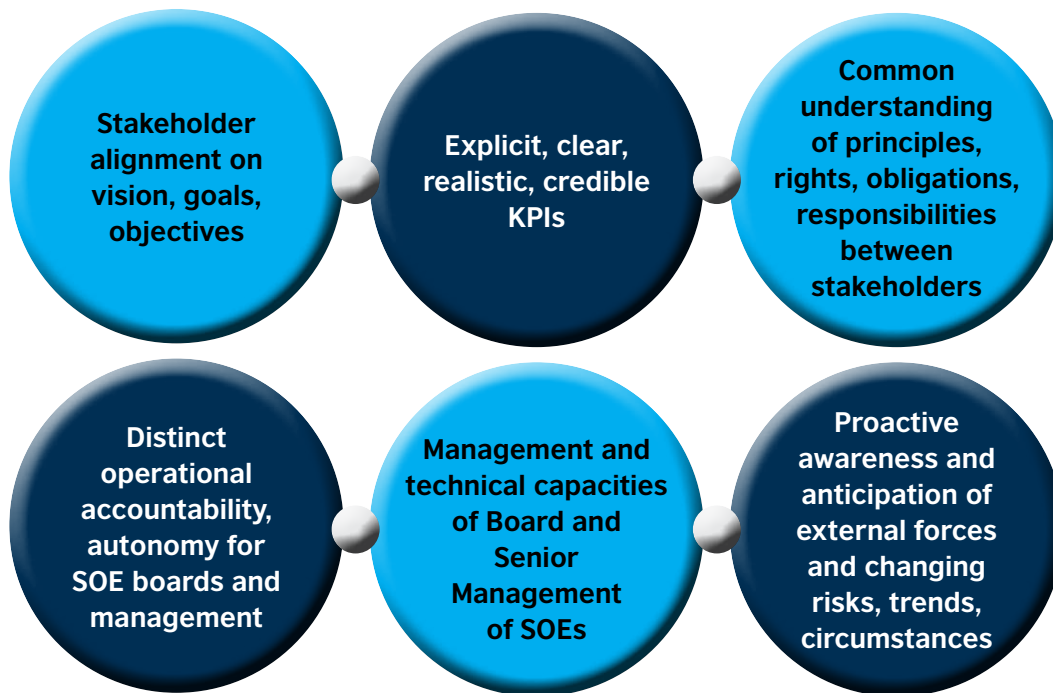 Stakeholder
alignment on
vision, goals,
objectives
Explicit, clear,
realistic, credible
KPIs
Common
understanding
of principles,
rights, obligations,
responsibilities
between
stakeholders
Distinct
operational
accountability,
autonomy for
SOE boards and
management
Management and
technical capacities
of Board and
Senior
Management
of SOEs
Proactive
awareness and
anticipation of
external forces
and changing
risks, trends,
circumstances